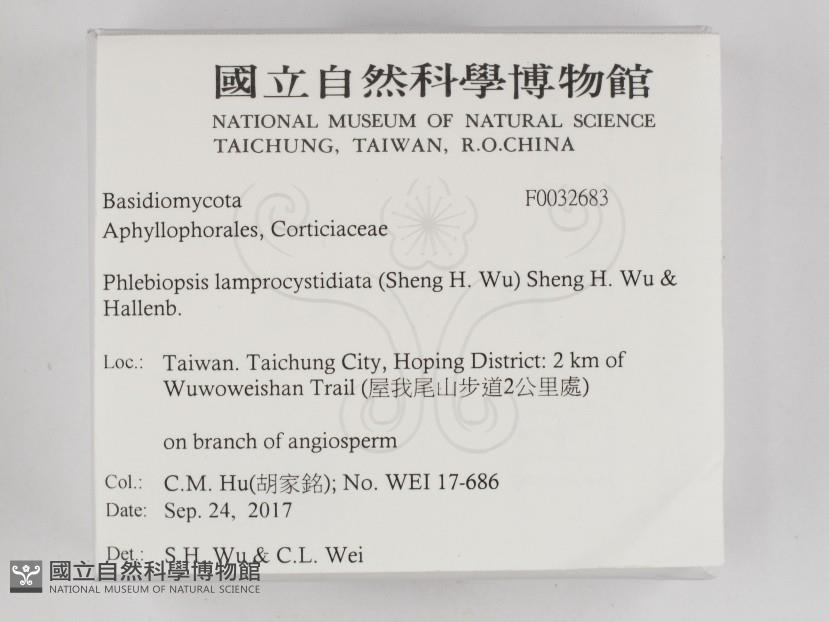 國立自然科學博物館
NATIONAL MUSEUM OF NATURAL SCIENCE
TAICHUNG, TAIWAN, R.O.CHINA
Basidiomycota F0032683
Aphyllophorales, Corticiaceae
Phlebiopsis lamprocystidiata (Sheng H. Wu) Sheng H. Wu &
Hallenb.
Loc.: Taiwan. Taichung City, Hoping District: 2 km of
Wuwoweishan Trail (屋我尾山步道2公里處)
on branch of angiosperm
Col.: C.M. Hu(胡家銘); No. WEI 17-686
Date: Sep. 24, 2017
Det.: S.H. Wu & C.L. Wei
國立自然科學博物館
NATIONAL MUSEUM OF NATURAL SCIENCE